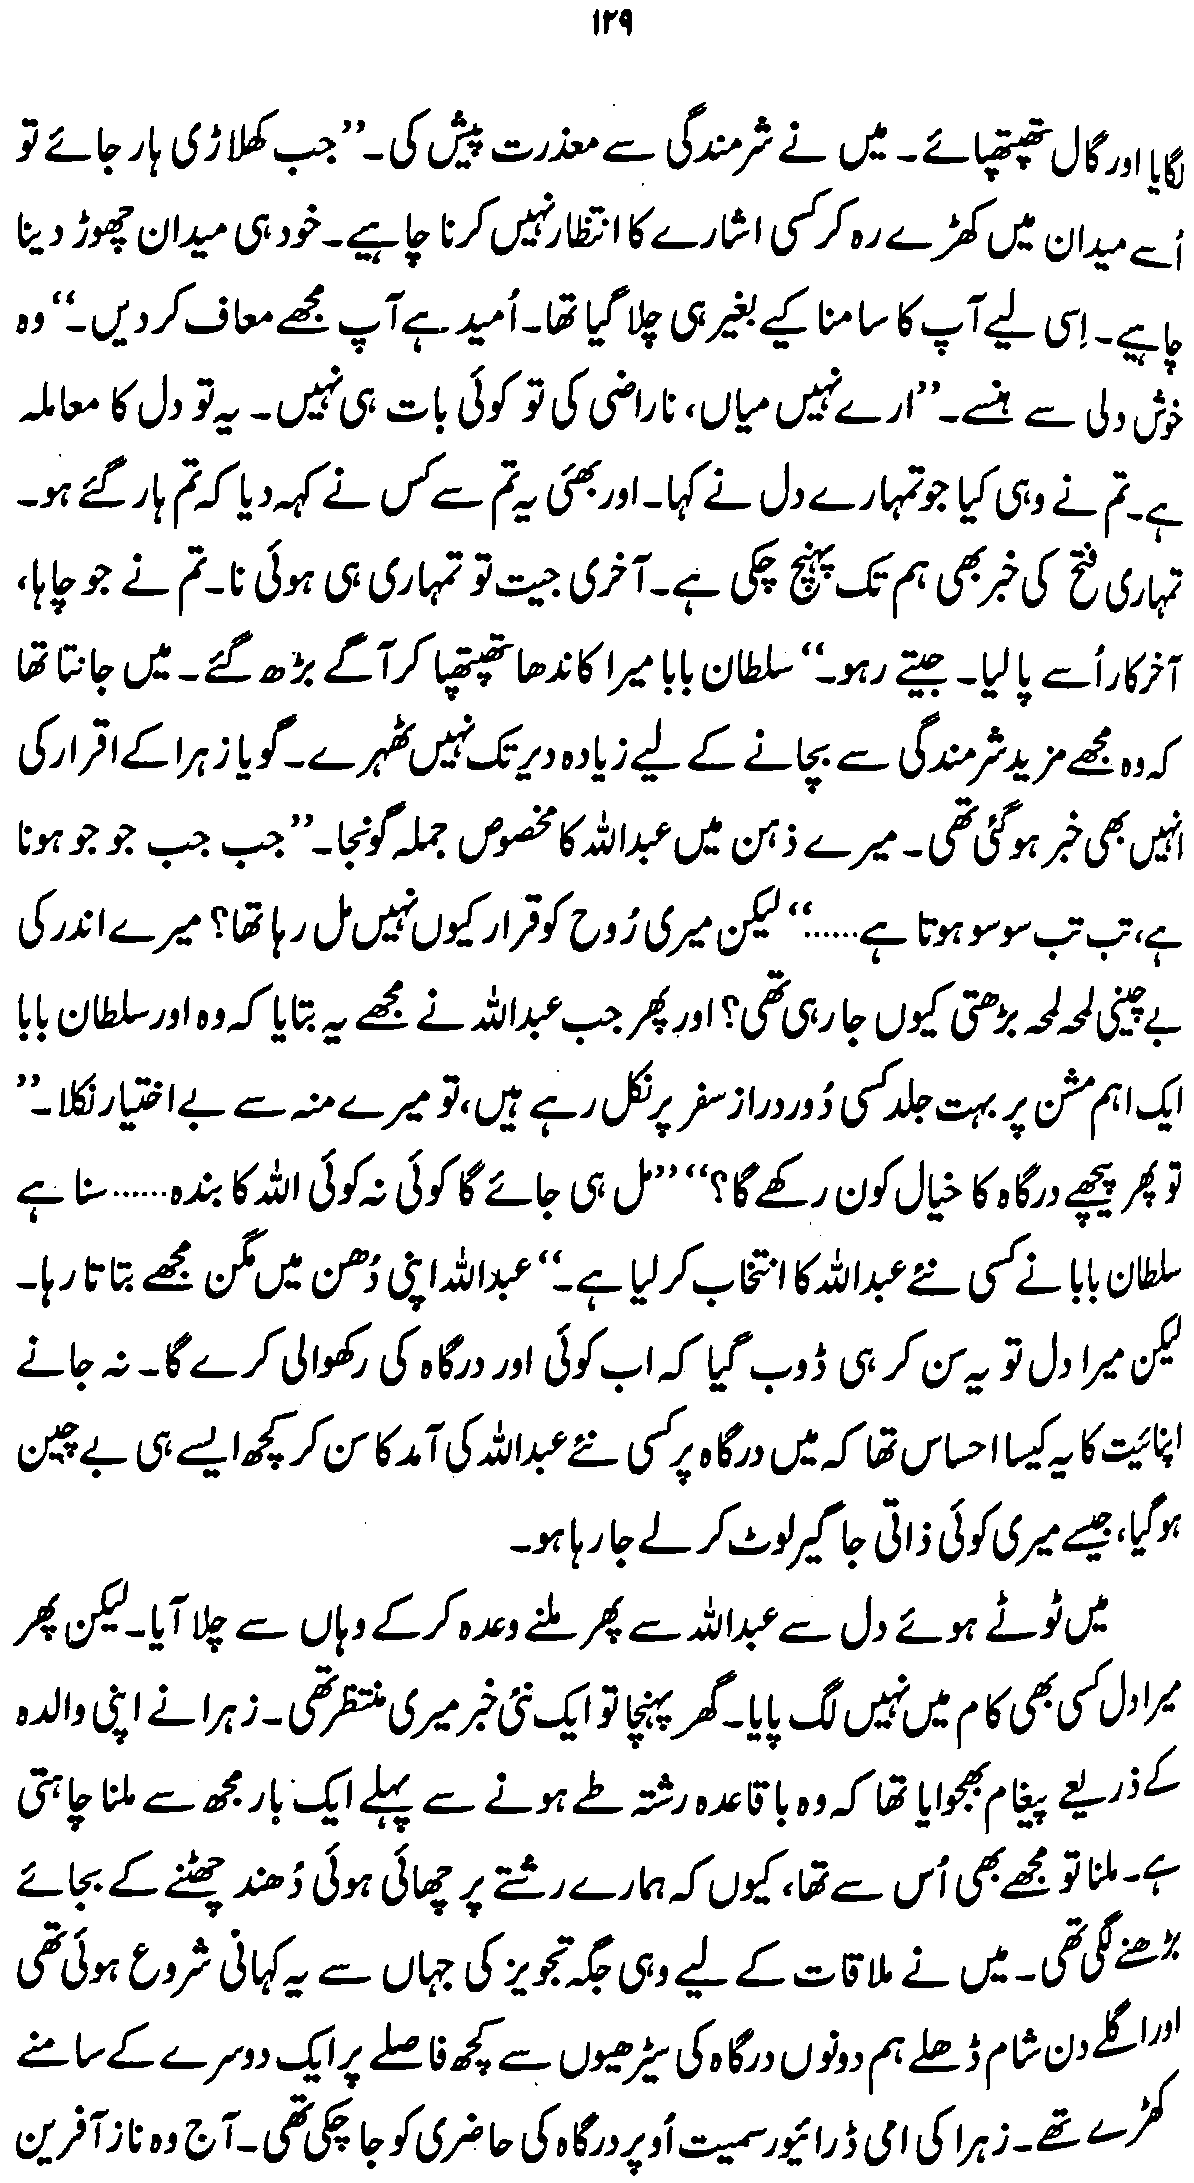 ۱۲۹
لگایا اور گال تھپتھپائے۔ میں نے شرمندگی سے معذرت پیش کی۔ ”جب کھلاڑی ہار جائے تو
اُسے میدان میں کھڑے رہ کر کسی اشارے کا انتظار نہیں کرنا چاہیے۔ خود ہی میدان چھوڑ دینا
چاہیے۔ اِسی لیے آپ کا سامنا کیے بغیر ہی چلا گیا تھا۔ اُمید ہے آپ مجھے معاف کر دیں۔“ وہ
خوش دلی سے ہنسے۔ ”ارے نہیں میاں، ناراضی کی تو کوئی بات ہی نہیں۔ یہ تو دل کا معاملہ
ہے۔ تم نے وہی کیا جو تمہارے دل نے کہا۔ اور بھئی یہ تم سے کس نے کہہ دیا کہ تم ہار گئے ہو۔
تمہاری فتح کی خبر بھی ہم تک پہنچ چکی ہے۔ آخری جیت تو تمہاری ہی ہوئی نا۔ تم نے جو چاہا،
آخرکار اُسے پا لیا۔ جیتے رہو۔“ سلطان بابا میرا کاندھا تھپتھپا کر آگے بڑھ گئے۔ میں جانتا تھا
کہ وہ مجھے مزید شرمندگی سے بچانے کے لیے زیادہ دیر تک نہیں ٹھہرے۔ گویا زہرا کے اقرار کی
انہیں بھی خبر ہو گئی تھی۔ میرے ذہن میں عبداللہ کا مخصوص جملہ گونجا۔ ”جب جب جو جو ہونا
ہے، تب تب سو سو ہوتا ہے......“ لیکن میری رُوح کو قرار کیوں نہیں مل رہا تھا؟ میرے اندر کی
بے چینی لمحہ لمحہ بڑھتی کیوں جا رہی تھی؟ اور پھر جب عبداللہ نے مجھے یہ بتایا کہ وہ اور سلطان بابا
ایک اہم مشن پر بہت جلد کسی دُور دراز سفر پر نکل رہے ہیں، تو میرے منہ سے بے اختیار نکلا۔ ”
تو پھر پیچھے درگاہ کا خیال کون رکھے گا؟“ ”مل ہی جائے گا کوئی نہ کوئی اللہ کا بندہ...... سنا ہے
سلطان بابا نے کسی نئے عبداللہ کا انتخاب کر لیا ہے۔“ عبداللہ اپنی دُھن میں مگن مجھے بتاتا رہا۔
لیکن میرا دل تو یہ سن کر ہی ڈوب گیا کہ اب کوئی اور درگاہ کی رکھوالی کرے گا۔ نہ جانے
اپنائیت کا یہ کیسا احساس تھا کہ میں درگاہ پر کسی نئے عبداللہ کی آمد کا سن کر کچھ ایسے ہی بے چین
ہو گیا، جیسے میری کوئی ذاتی جاگیر لوٹ کر لے جا رہا ہو۔
میں ٹوٹے ہوئے دل سے عبداللہ سے پھر ملنے وعدہ کر کے وہاں سے چلا آیا۔ لیکن پھر
میرا دل کسی بھی کام میں نہیں لگ پایا۔ گھر پہنچا تو ایک نئی خبر میری منتظر تھی۔ زہرا نے اپنی والدہ
کے ذریعے پیغام بھجوایا تھا کہ وہ باقاعدہ رشتہ طے ہونے سے پہلے ایک بار مجھ سے ملنا چاہتی
ہے۔ ملنا تو مجھے بھی اُس سے تھا، کیوں کہ ہمارے رشتے پر چھائی ہوئی دُھند چھٹنے کے بجائے
بڑھنے لگی تھی۔ میں نے ملاقات کے لیے وہی جگہ تجویز کی جہاں سے یہ کہانی شروع ہوئی تھی
اور اگلے دن شام ڈھلے ہم دونوں درگاہ کی سیڑھیوں سے کچھ فاصلے پر ایک دوسرے کے سامنے
کھڑے تھے۔ زہرا کی امی ڈرائیور سمیت اُوپر درگاہ کی حاضری کو جا چکی تھی۔ آج وہ ناز آفرین